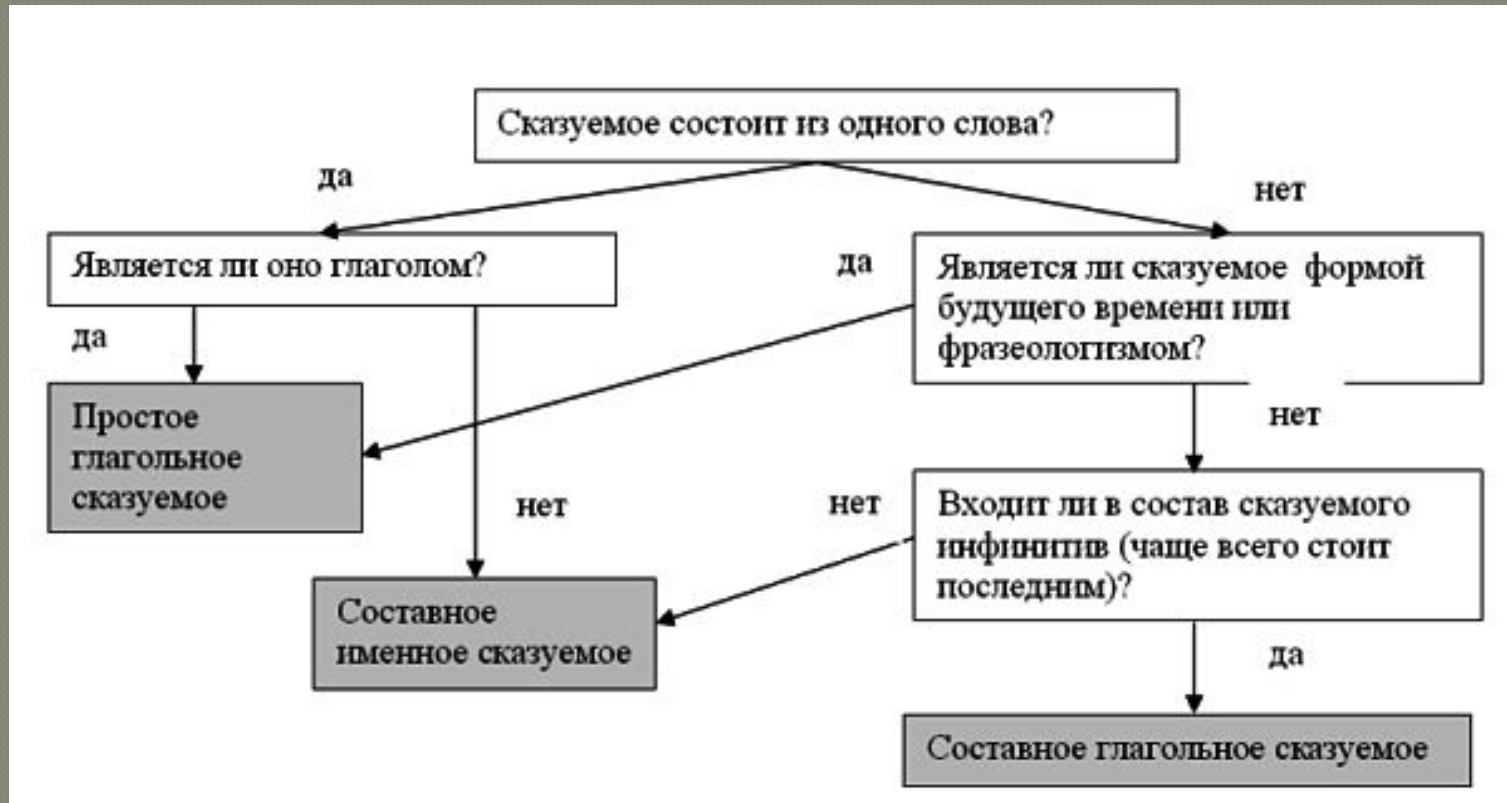 Сказуемое состоит из одного слова?
да
нет
Является ли оно глаголом?
да
Является ли сказуемое формой
будущего времени или
фразеологизмом?
да
нет
Простое
глагольное
сказуемое
нет
нет
Входит ли в состав сказуемого
инфинитив (чаще всего стоит
последним)?
Составное
именное сказуемое
да
Составное глагольное сказуемое